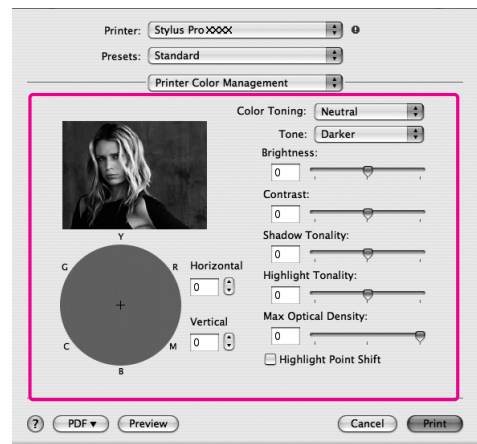 Printer: Stylus Pro XXXX
Presets: Standard
Printer Color Management
Color Toning: Neutral
Tone: Darker
Brightness:
0
Contrast:
0
Shadow Tonality:
0
Highlight Tonality:
0
Max Optical Density:
0
Highlight Point Shift
Y
G R
C M
B
Horizontal
0
Vertical
0
? PDF Preview Cancel Print